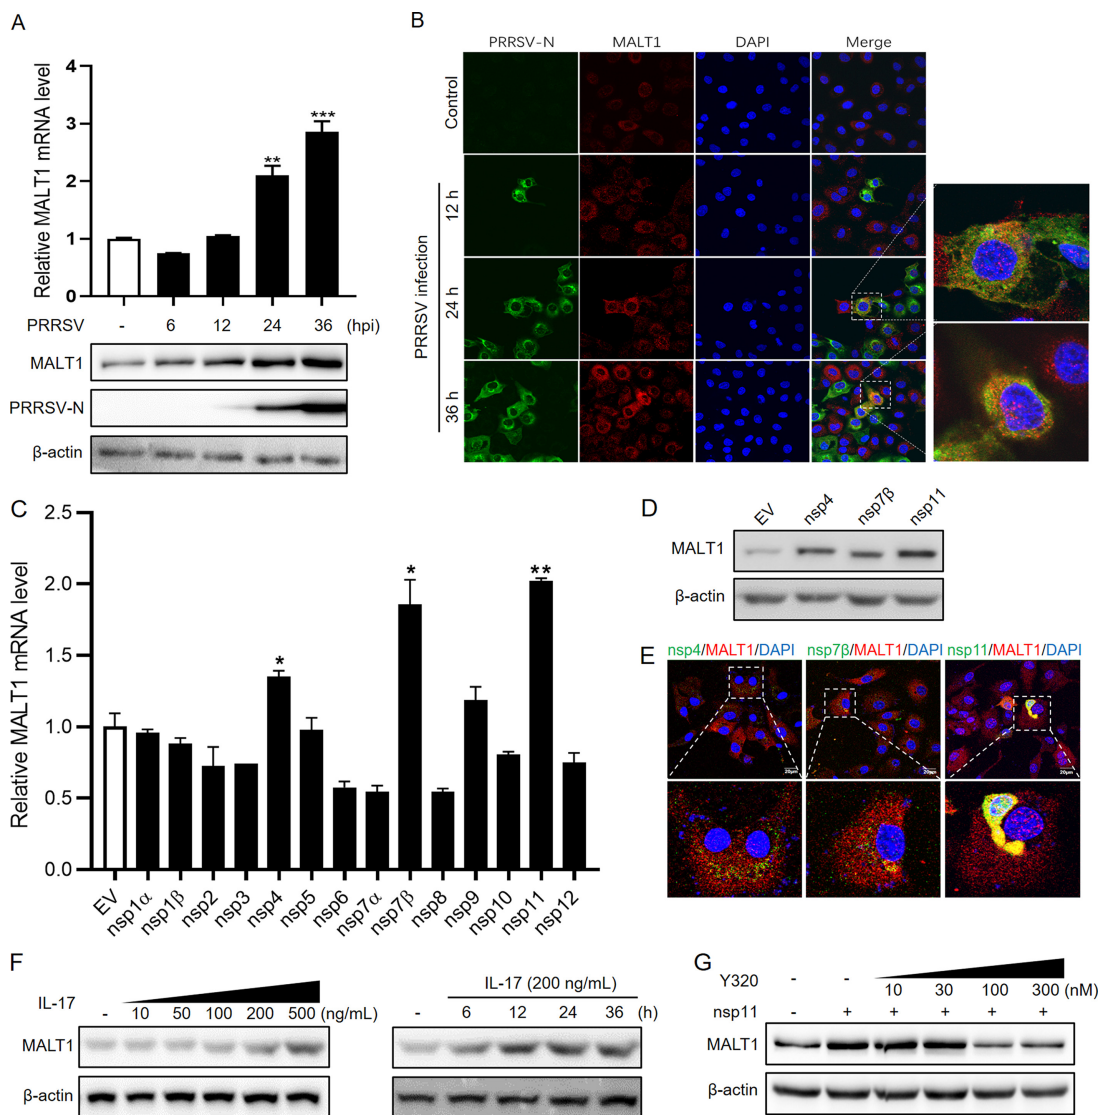 A
Relative MALT1 mRNA level
4
3
2
1
0
**
***
PRRSV - 6 12 24 36 (hpi)
MALT1
PRRSV-N
β-actin
B
PRRSV-N MALT1 DAPI Merge
Control
PRRSV infection
12 h
24 h
36 h
C
Relative MALT1 mRNA level
2.5
2.0
1.5
1.0
0.5
0.0
*
*
**
EV nsp1α nsp1β nsp2 nsp3 nsp4 nsp5 nsp6 nsp7α nsp7β nsp8 nsp9 nsp10 nsp11 nsp12
D
EV nsp4 nsp7β nsp11
MALT1
β-actin
E
nsp4/MALT1/DAPI nsp7β/MALT1/DAPI nsp11/MALT1/DAPI
20μm 20μm 20μm
F
IL-17
- 10 50 100 200 500 (ng/mL)
MALT1
β-actin
IL-17 (200 ng/mL)
- 6 12 24 36 (h)
G
Y320 - - 10 30 100 300 (nM)
nsp11 - + + + + +
MALT1
β-actin